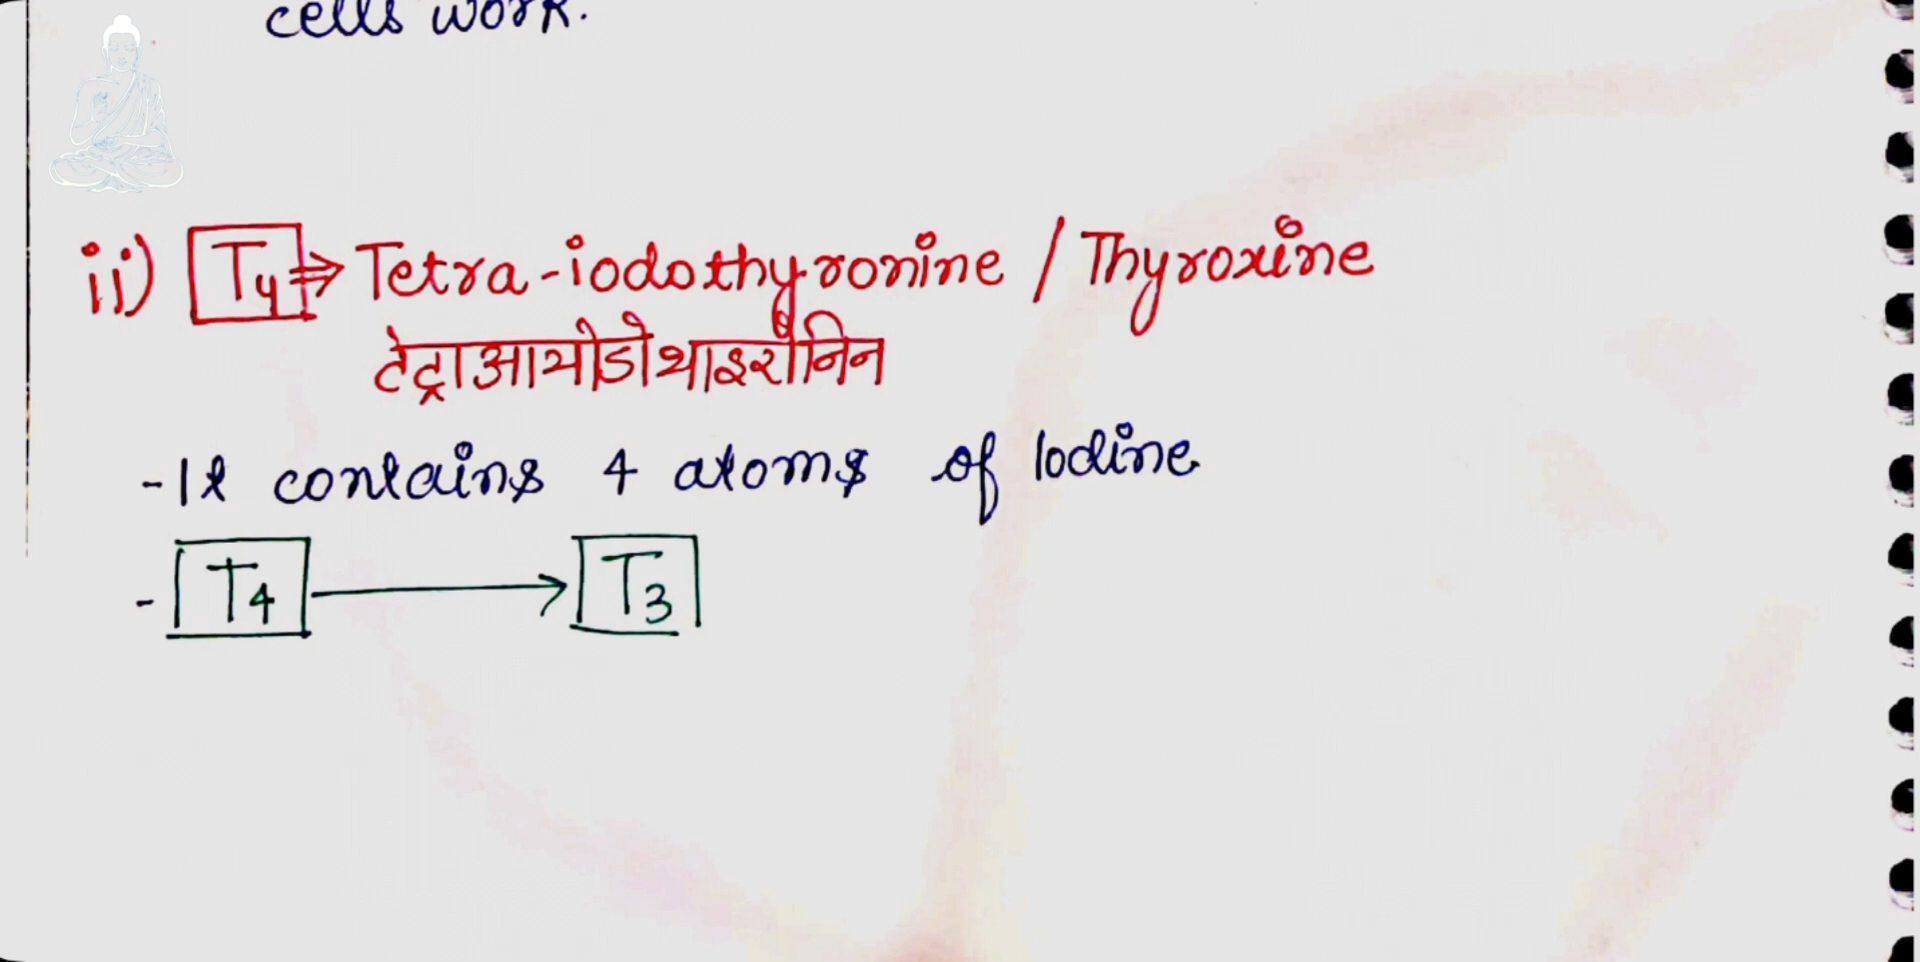 cells work.
ii) T4 ⇒ Tetra-iodothyronine / Thyroxine
टेट्राआयोडोथाइरोनिन
-It contains 4 atoms of Iodine
- T4 → T3